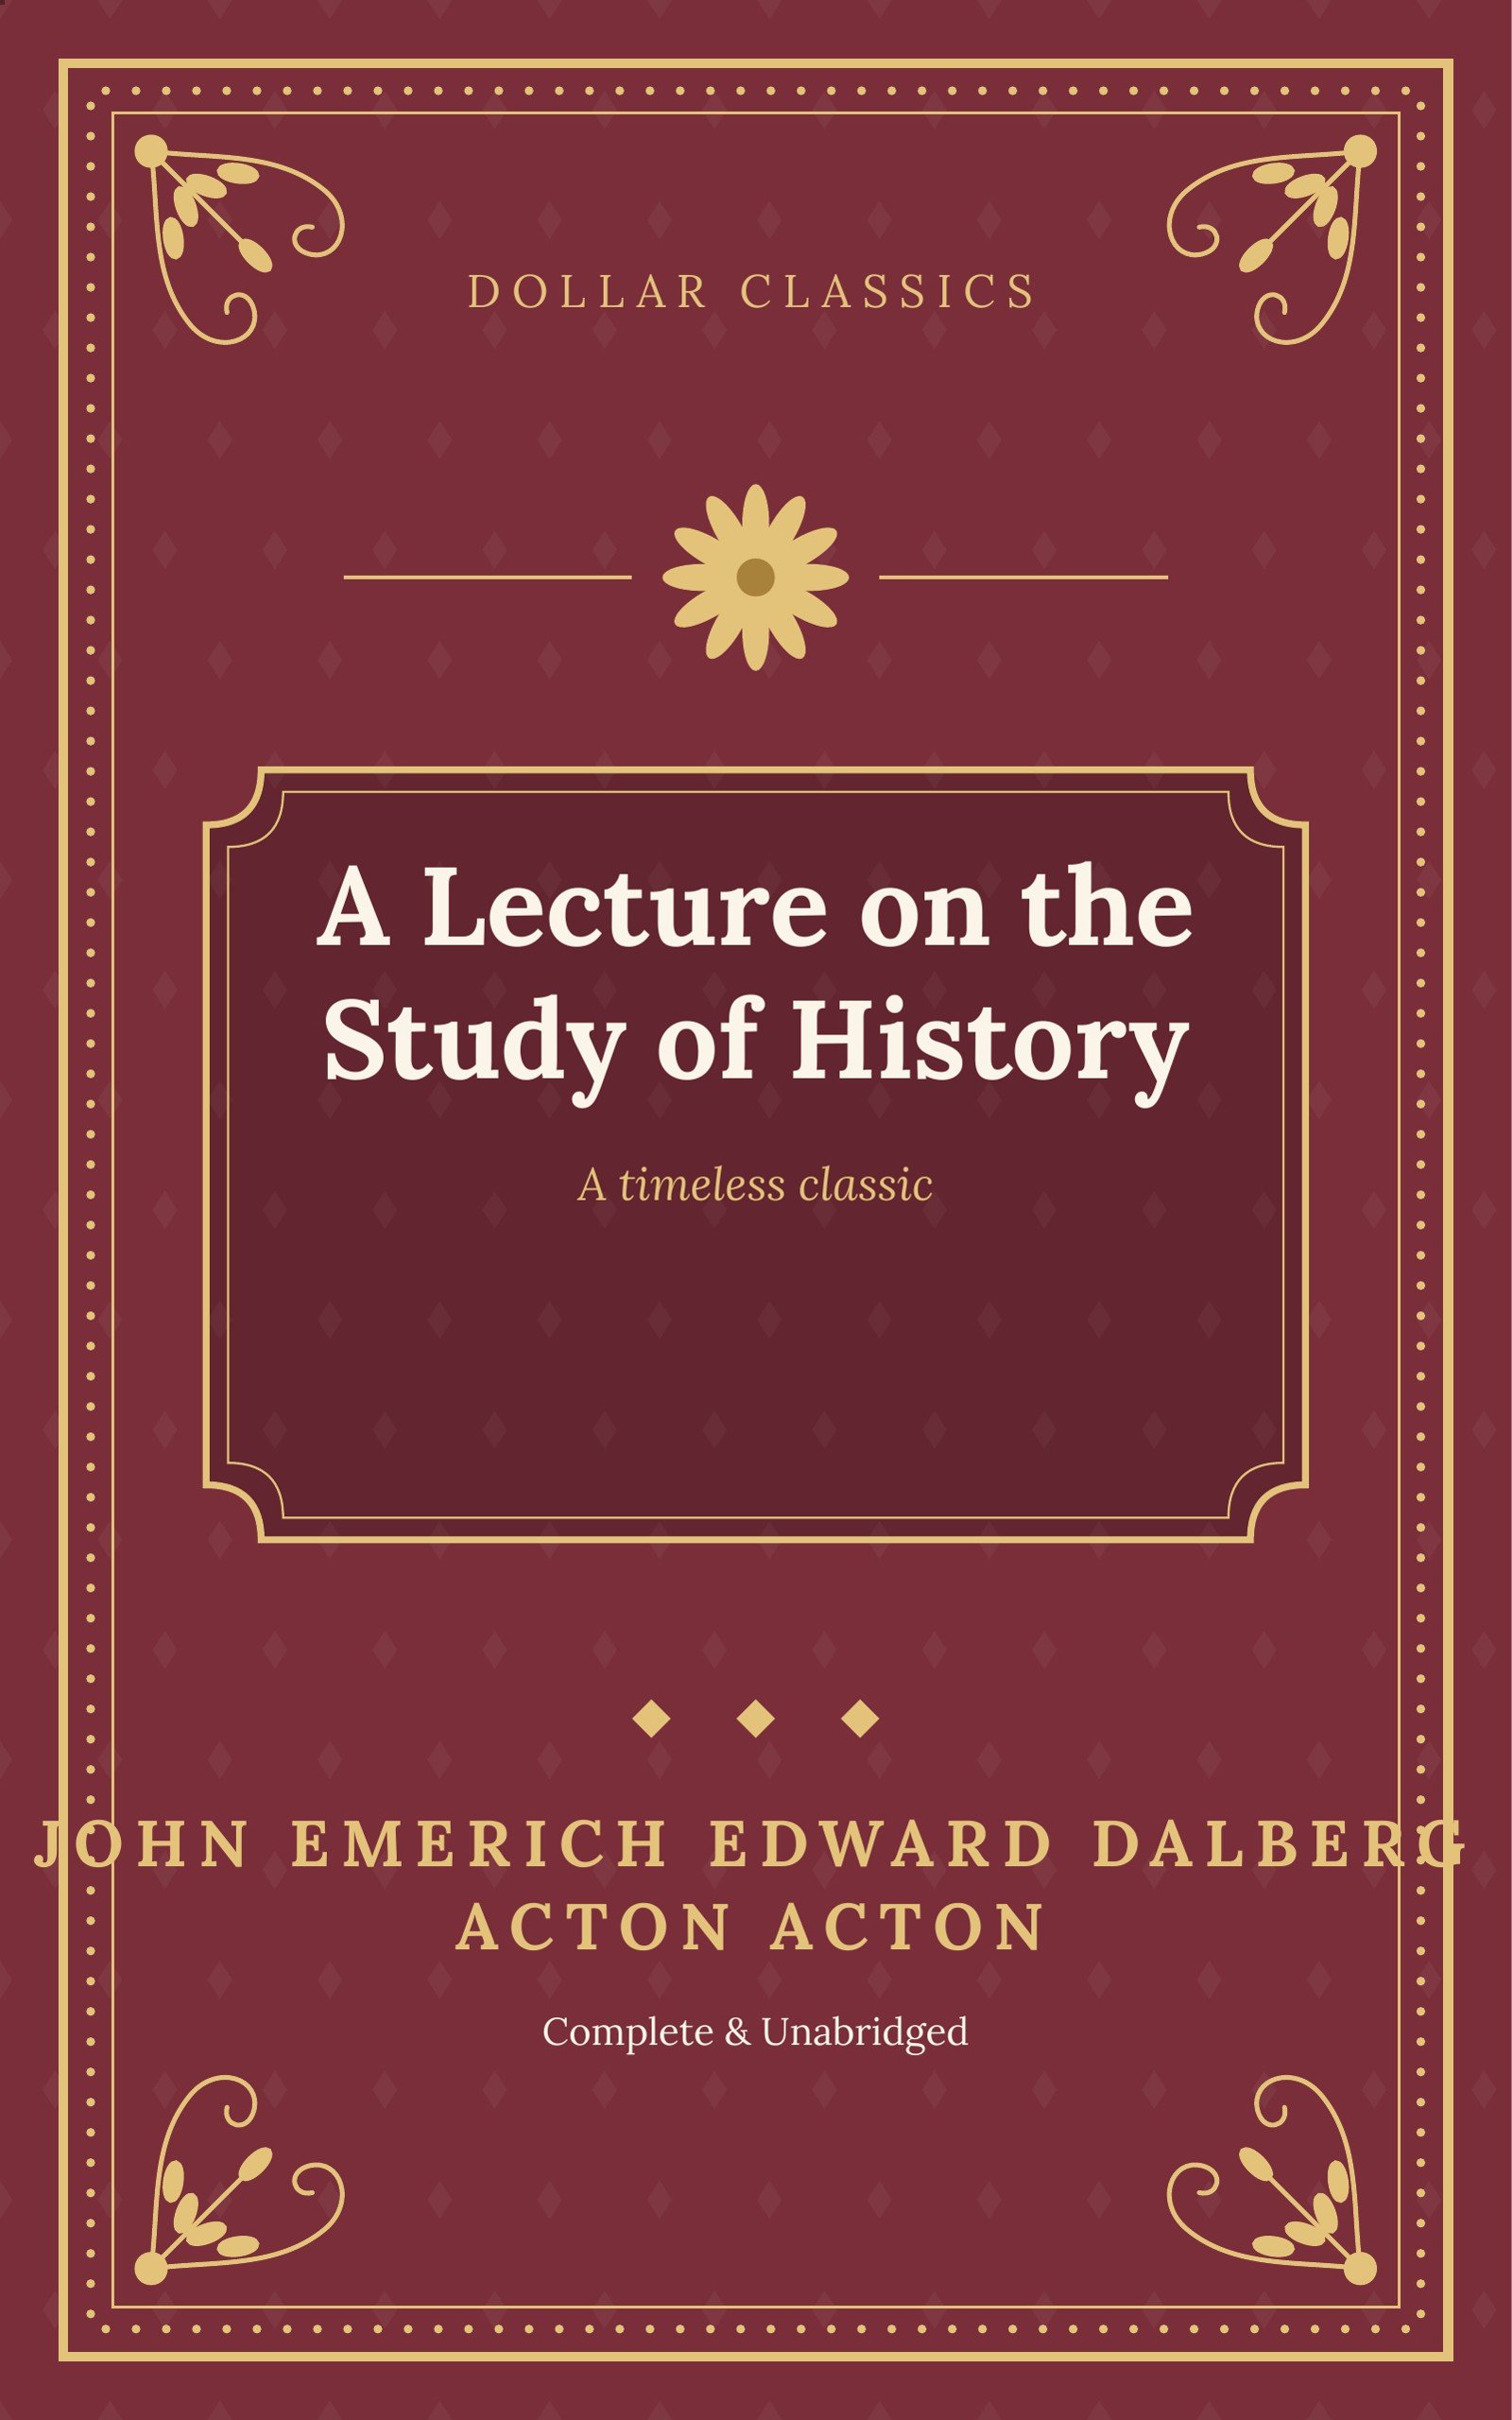 DOLLAR CLASSICS
A Lecture on the
Study of History
A timeless classic
JOHN EMERICH EDWARD DALBERG
ACTON ACTON
Complete & Unabridged